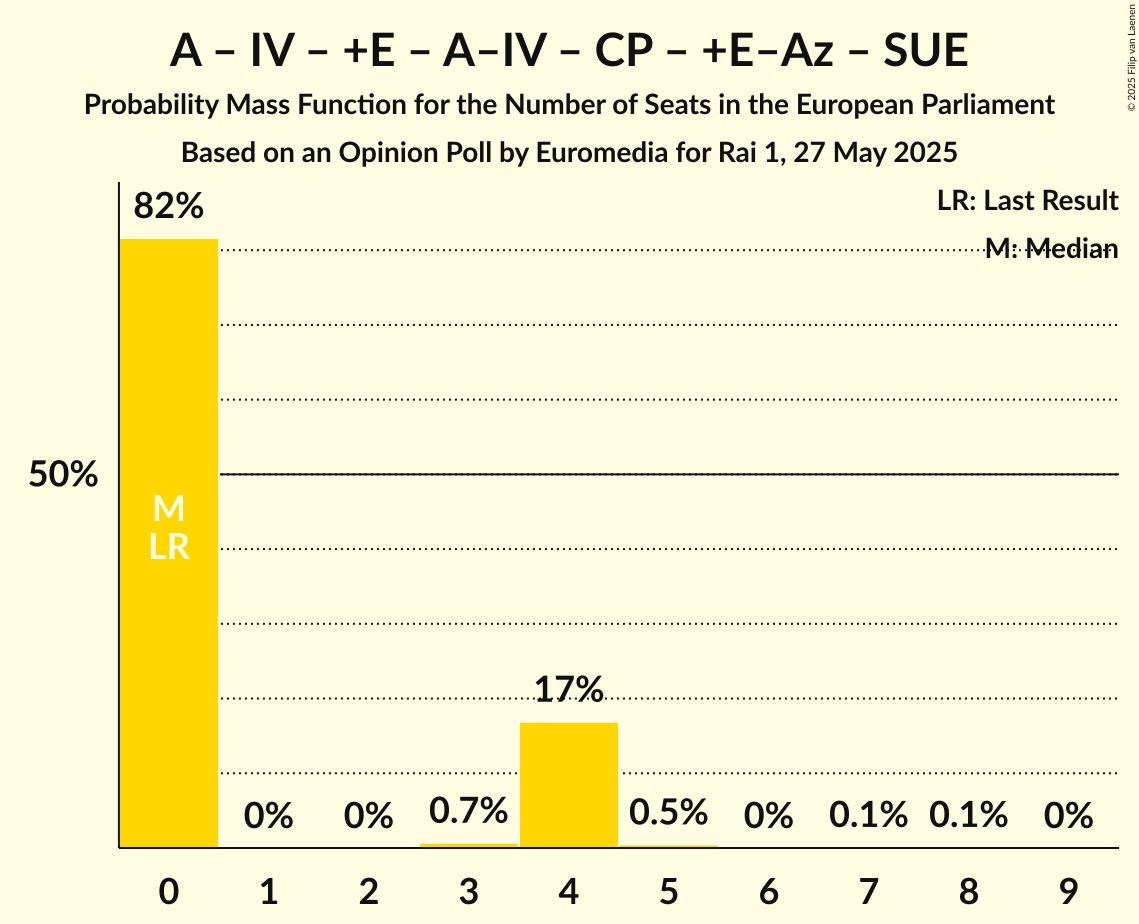 A – IV – +E – A–IV – CP – +E–Az – SUE
Probability Mass Function for the Number of Seats in the European Parliament
Based on an Opinion Poll by Euromedia for Rai 1, 27 May 2025
© 2025 Filip van Laenen
LR: Last Result
M: Median
82%
50%
M
LR
17%
0%
0%
0.7%
0.5%
0%
0.1%
0.1%
0%
0 1 2 3 4 5 6 7 8 9